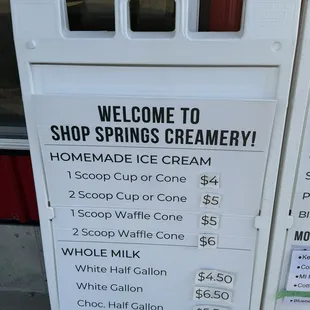 WELCOME TO
SHOP SPRINGS CREAMERY!
HOMEMADE ICE CREAM
1 Scoop Cup or Cone $4
2 Scoop Cup or Cone $5
1 Scoop Waffle Cone $5
2 Scoop Waffle Cone $6
WHOLE MILK
White Half Gallon $4.50
White Gallon $6.50
Choc. Half Gallon